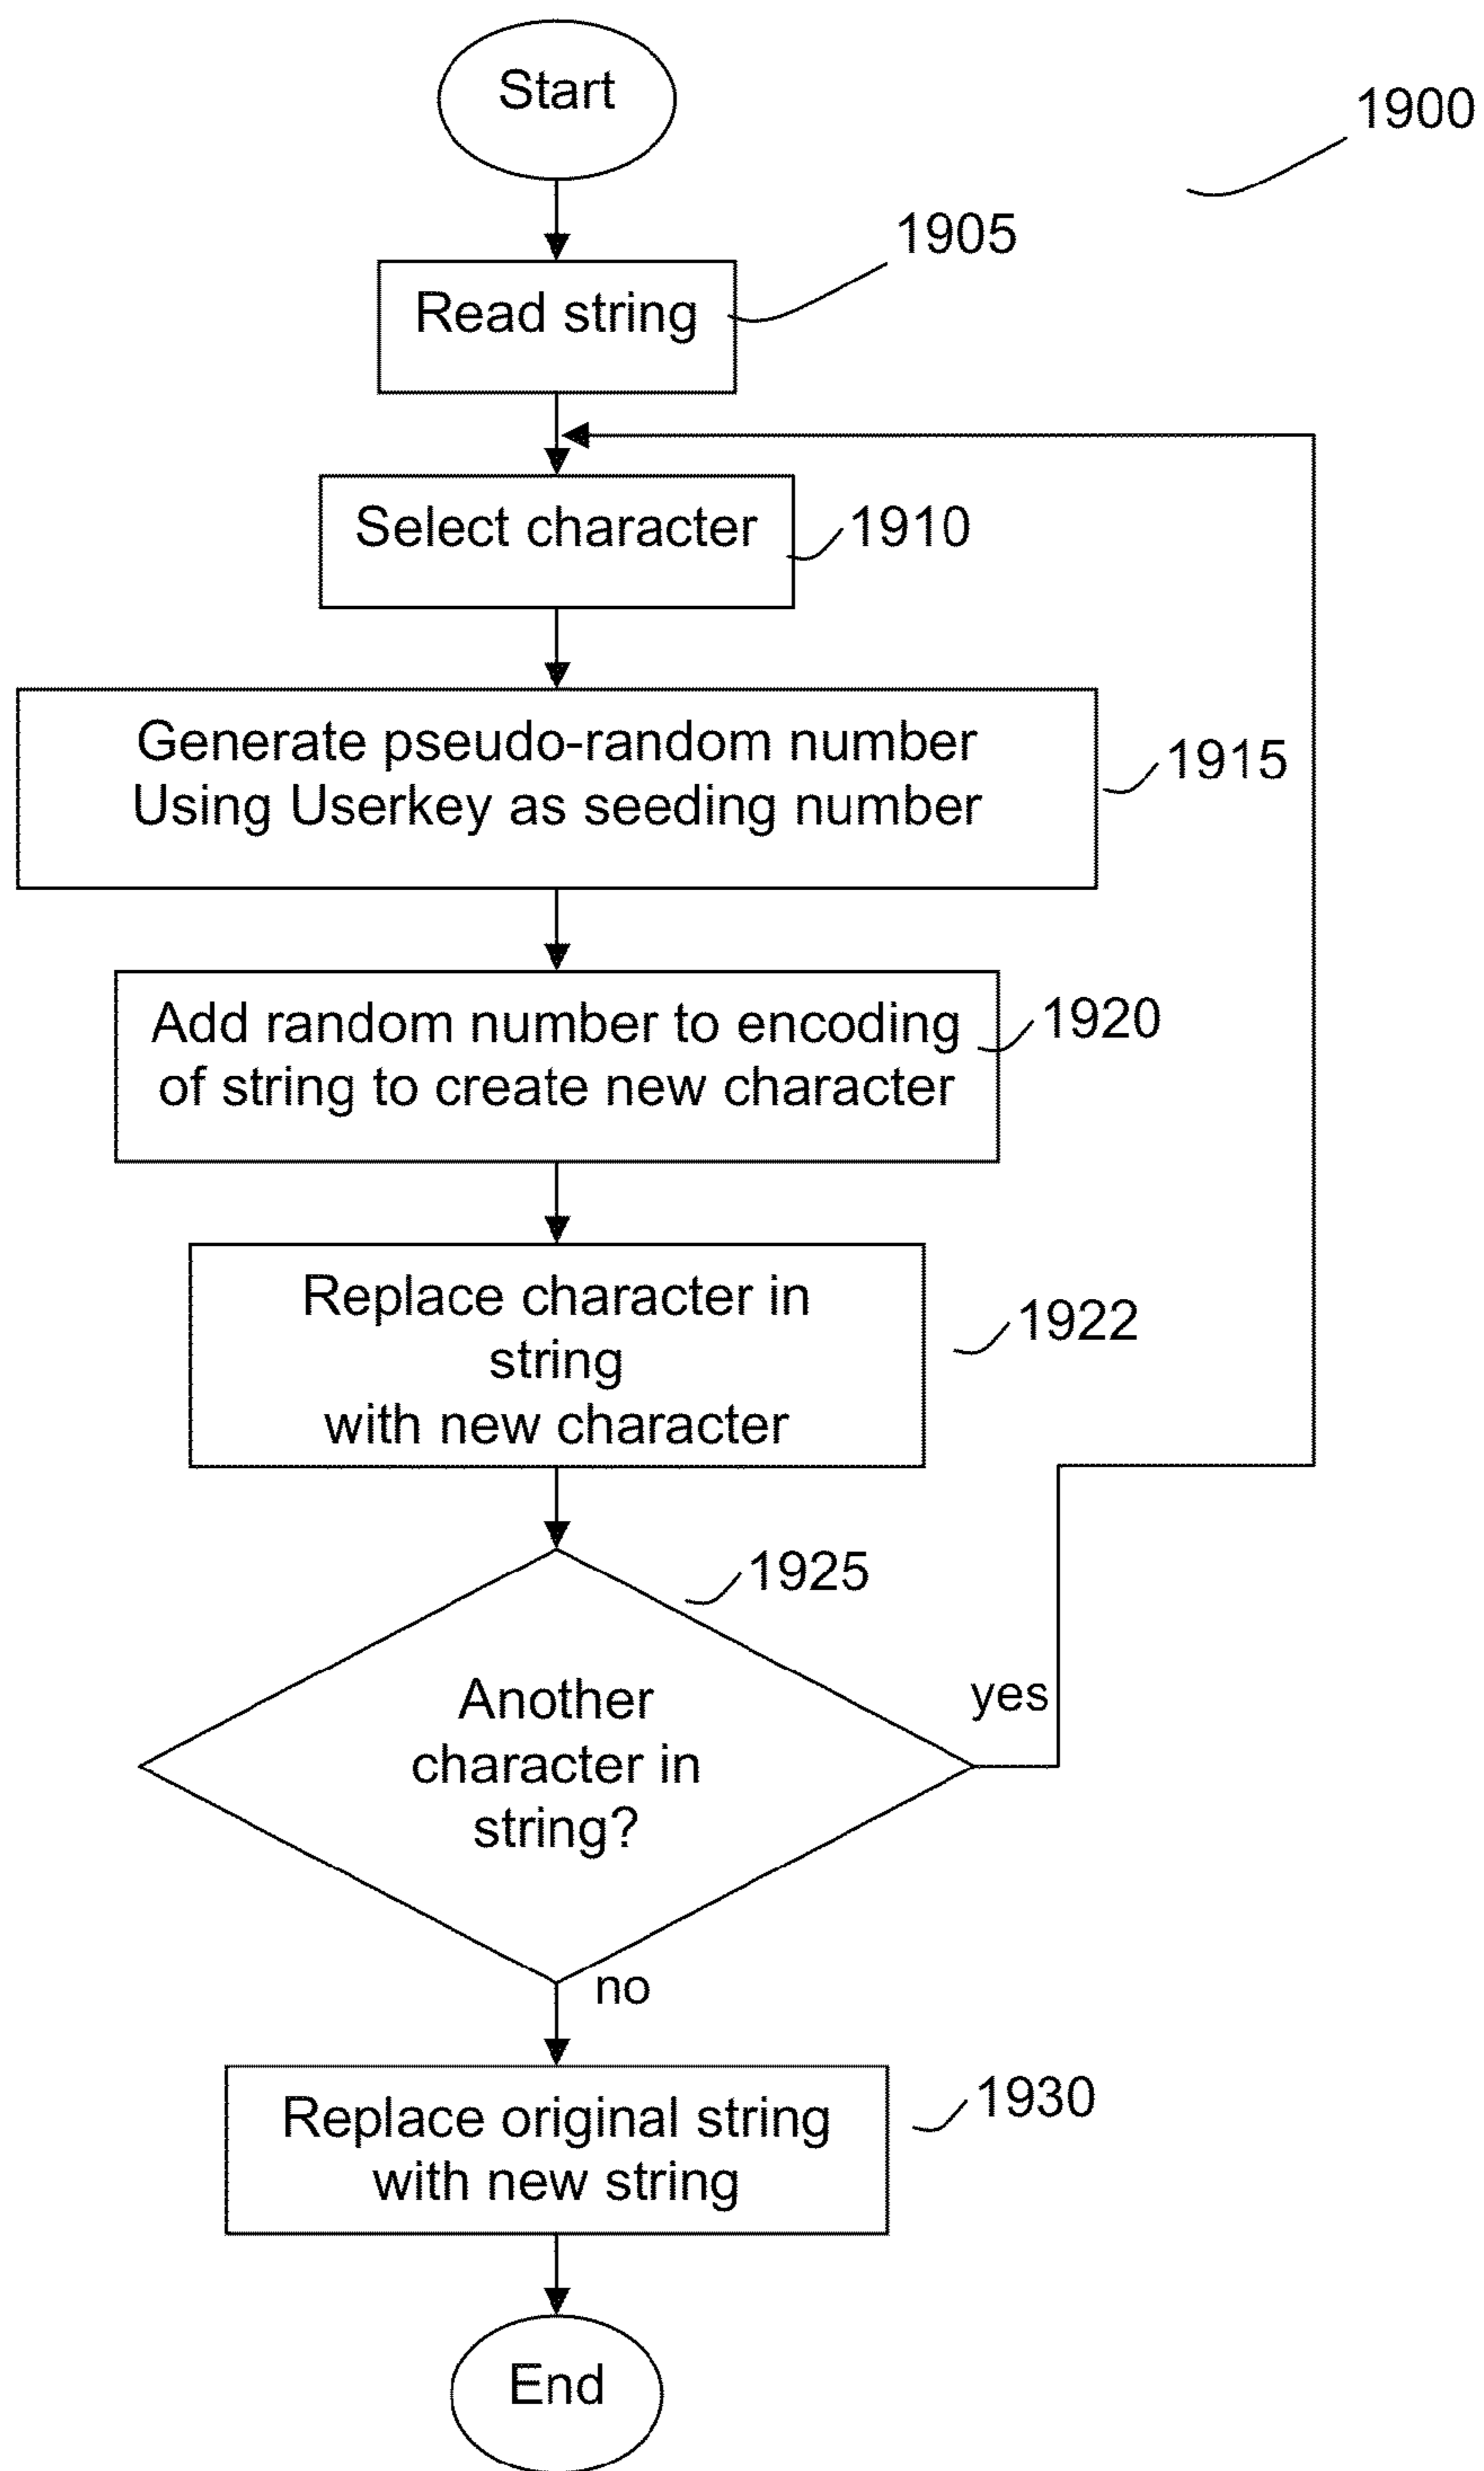 Start
1900
1905
Read string
Select character
1910
Generate pseudo-random number
Using Userkey as seeding number
1915
Add random number to encoding
of string to create new character
1920
Replace character in
string
with new character
1922
1925
Another
character in
string?
yes
no
Replace original string
with new string
1930
End